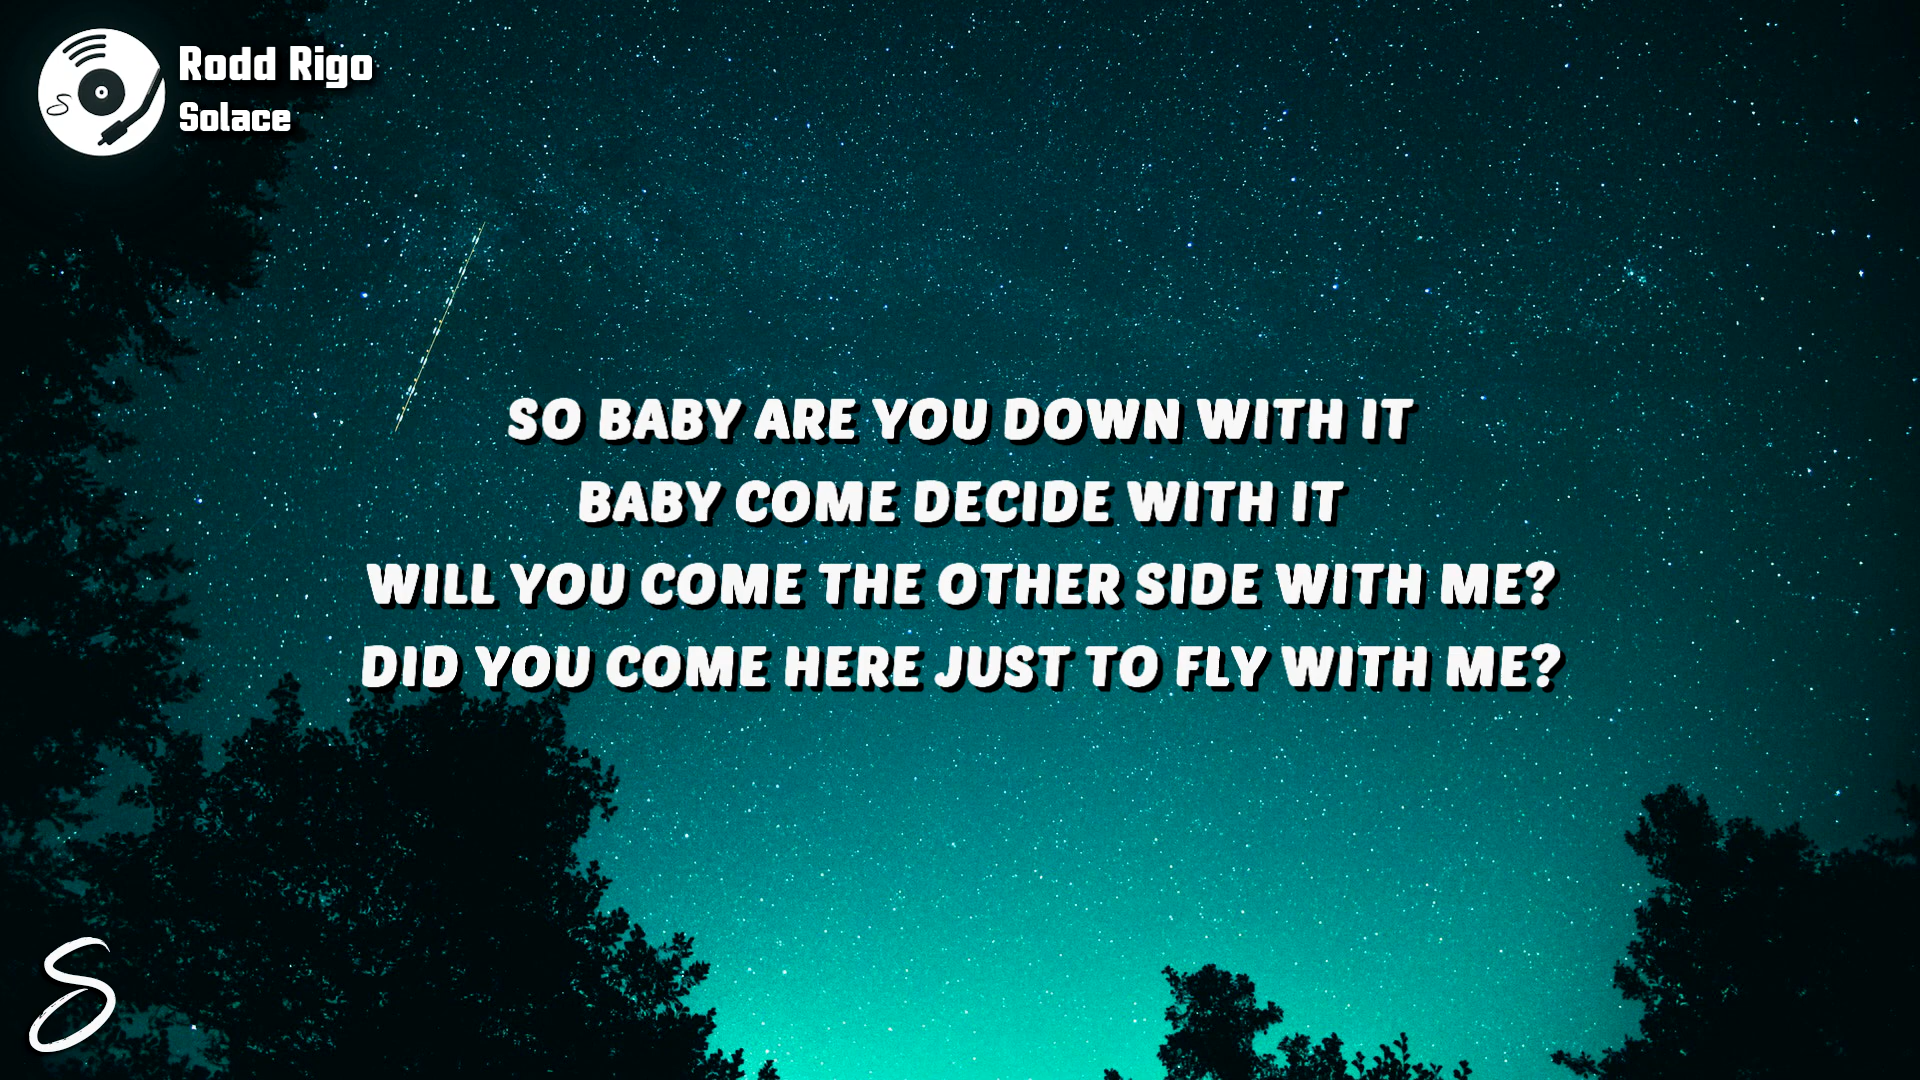 Rodd Rigo
Solace
SO BABY ARE YOU DOWN WITH IT
BABY COME DECIDE WITH IT
WILL YOU COME THE OTHER SIDE WITH ME?
DID YOU COME HERE JUST TO FLY WITH ME?
S